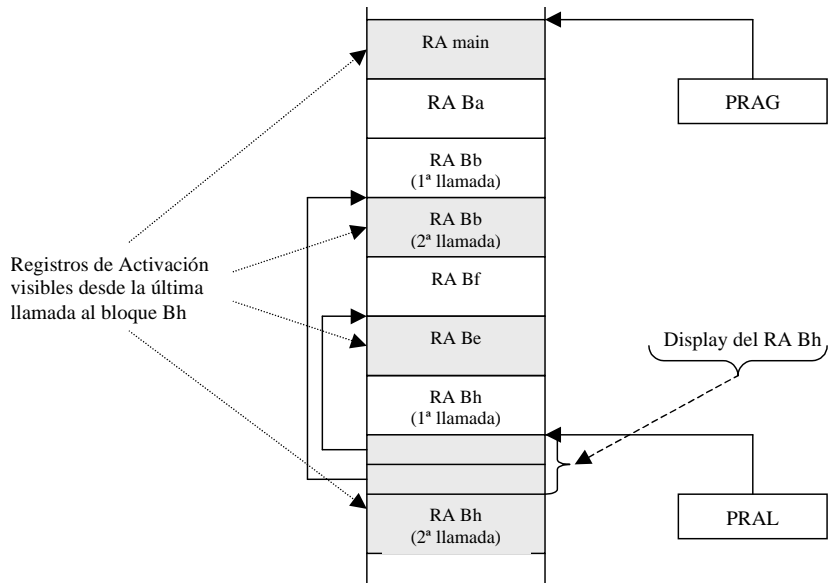 RA main
RA Ba
PRAG
RA Bb
(1ª llamada)
RA Bb
(2ª llamada)
Registros de Activación
visibles desde la última
llamada al bloque Bh
RA Bf
RA Be
Display del RA Bh
RA Bh
(1ª llamada)
RA Bh
(2ª llamada)
PRAL